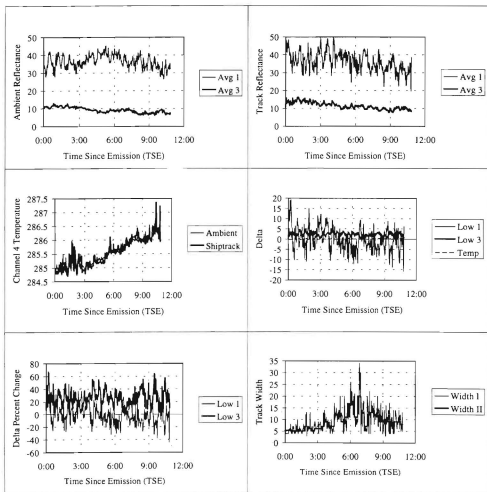 Ambient Reflectance
50
40
30
20
10
0
0:00 3:00 6:00 9:00 12:00
Time Since Emission (TSE)
Avg 1
Avg 3
Track Reflectance
50
40
30
20
10
0
0:00 3:00 6:00 9:00 12:00
Time Since Emission (TSE)
Avg 1
Avg 3
Channel 4 Temperature
287.5
287
286.5
286
285.5
285
284.5
0:00 3:00 6:00 9:00 12:00
Time Since Emission (TSE)
Ambient
Shiptrack
Delta
20
15
10
5
0
-5
-10
-15
-20
0:00 3:00 6:00 9:00 12:00
Time Since Emission (TSE)
Low 1
Low 3
Temp
Delta Percent Change
80
60
40
20
0
-20
-40
-60
0:00 3:00 6:00 9:00 12:00
Time Since Emission (TSE)
Low 1
Low 3
Track Width
35
30
25
20
15
10
5
0
0:00 3:00 6:00 9:00 12:00
Time Since Emission (TSE)
Width I
Width II